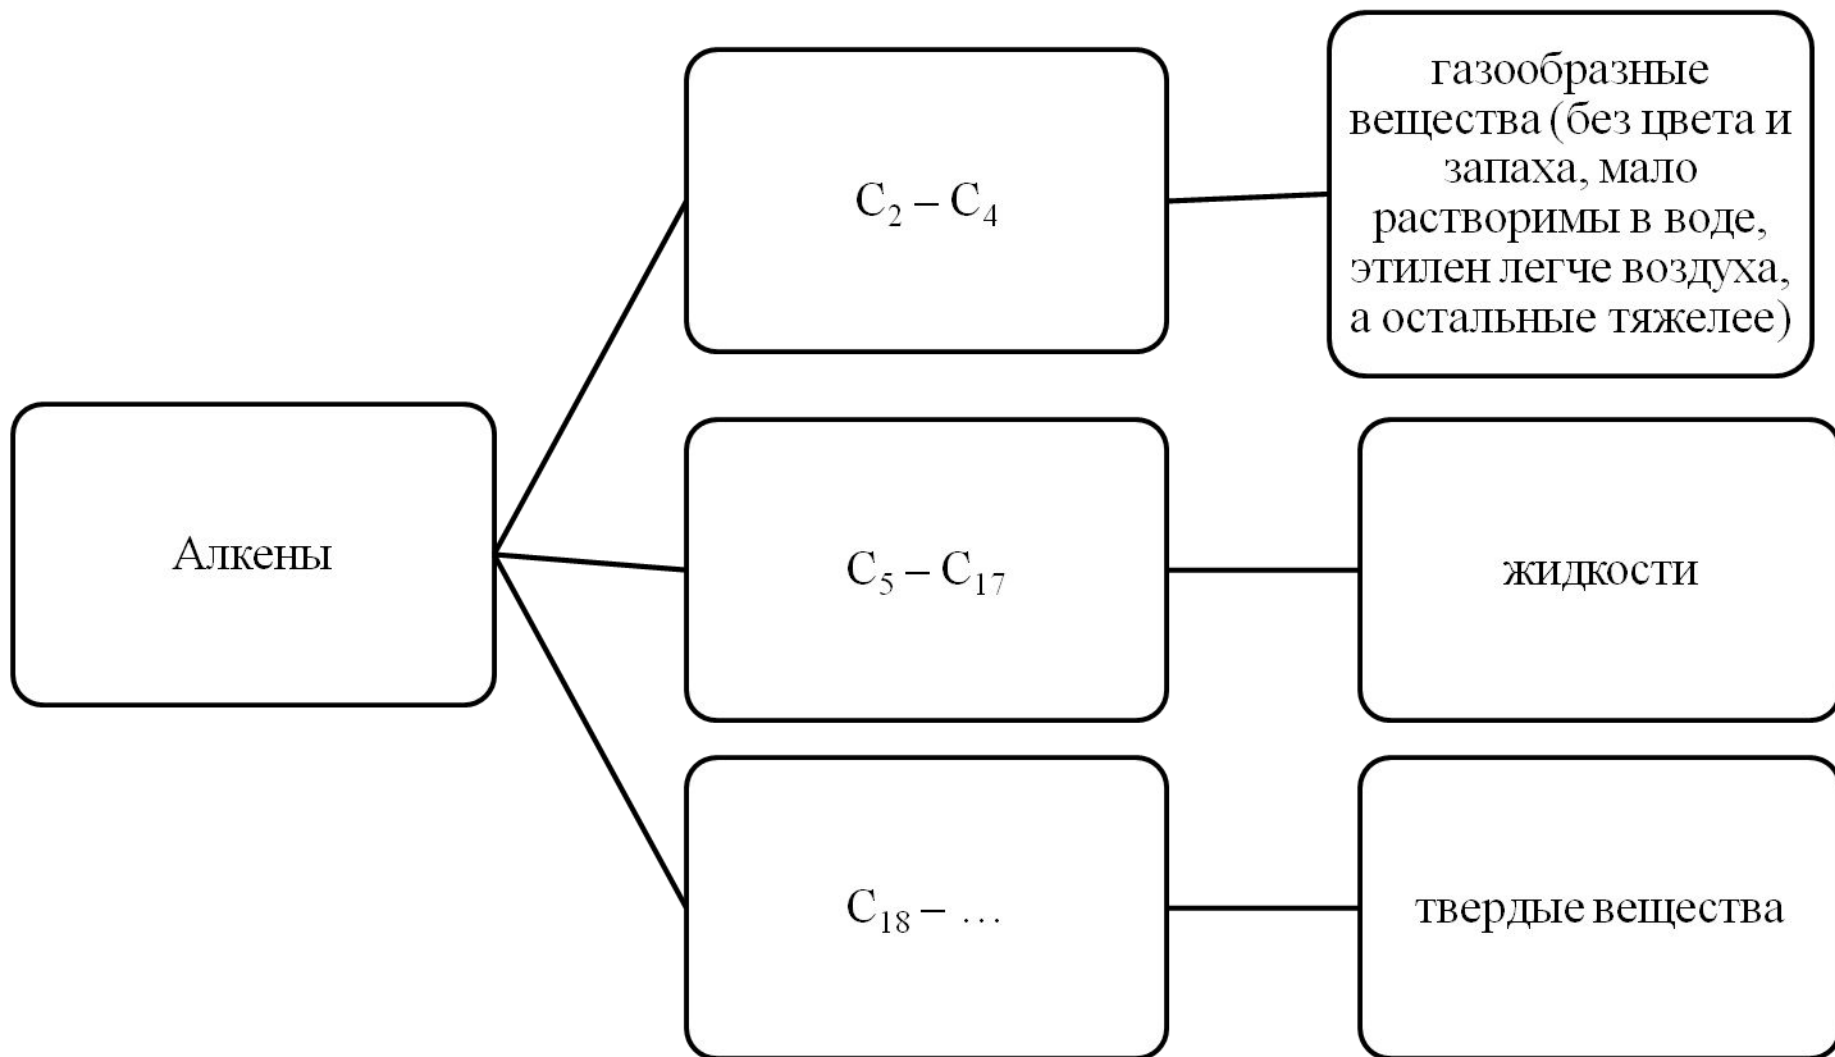 Алкены
C₂ – C₄
газообразные
вещества (без цвета и
запаха, мало
растворимы в воде,
этилен легче воздуха,
а остальные тяжелее)
C₅ – C₁₇
жидкости
C₁₈ – …
твердые вещества